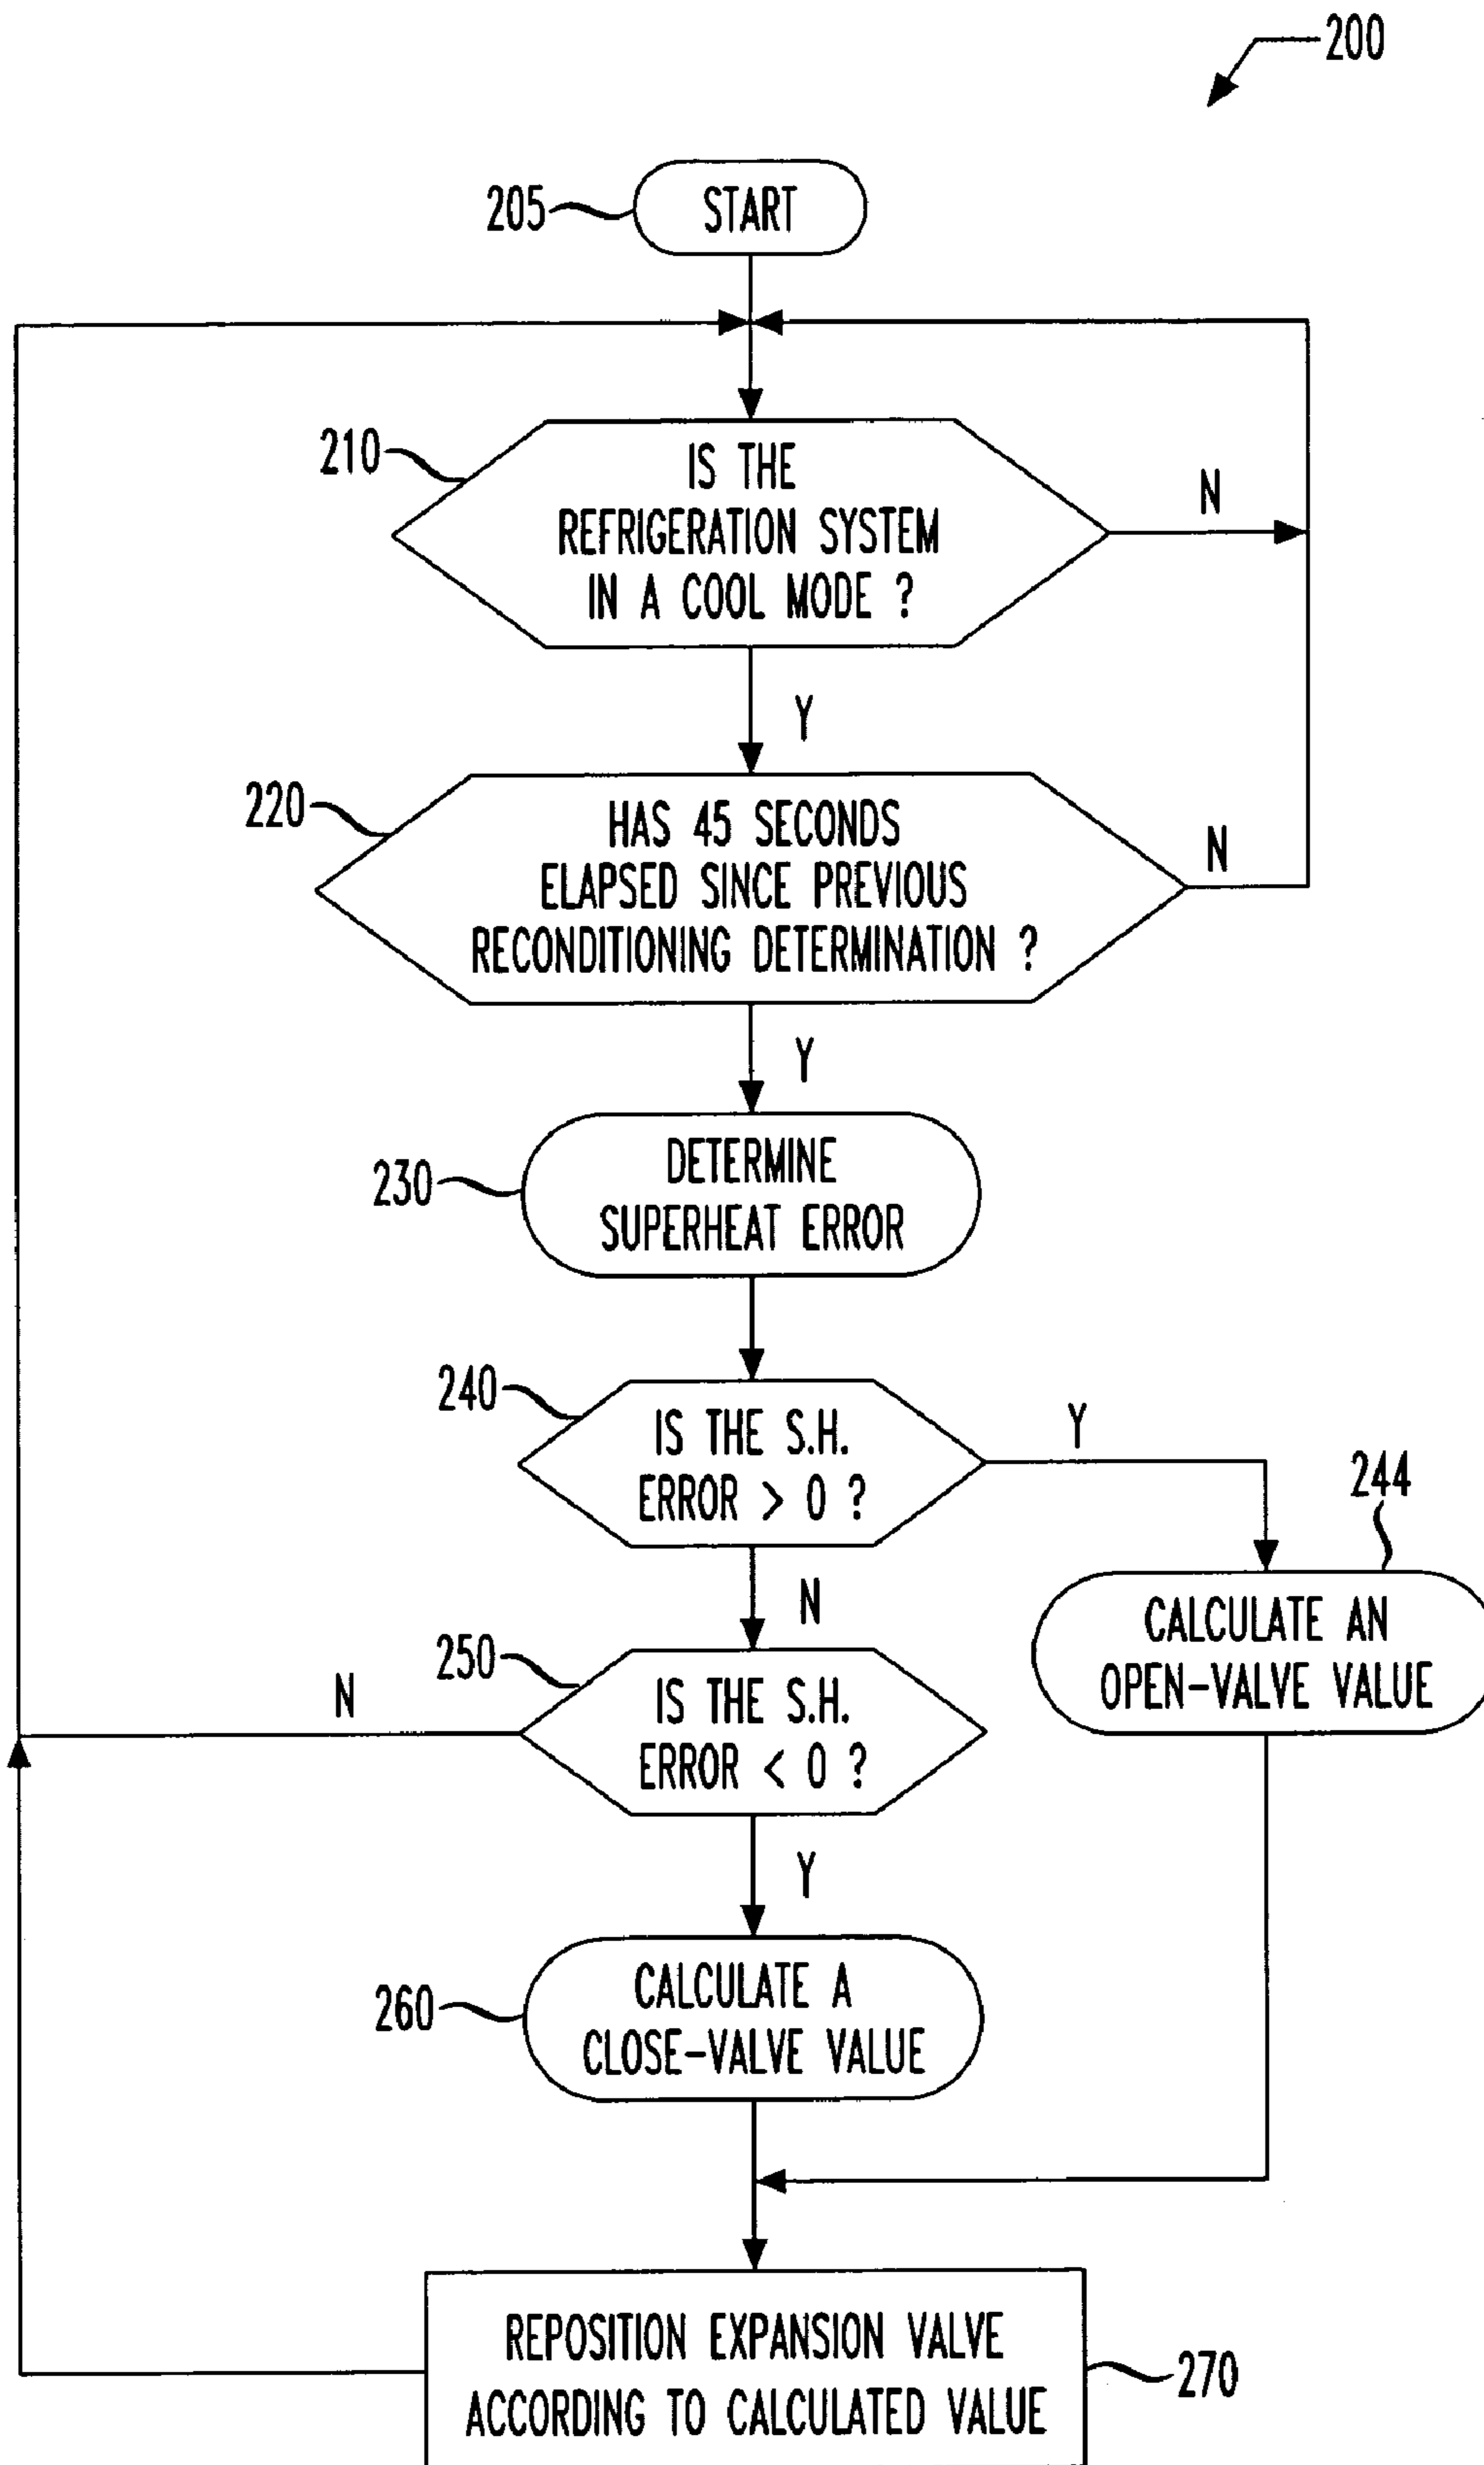 200
205
START
210
IS THE
REFRIGERATION SYSTEM
IN A COOL MODE ?
N
Y
220
HAS 45 SECONDS
ELAPSED SINCE PREVIOUS
RECONDITIONING DETERMINATION ?
N
Y
230
DETERMINE
SUPERHEAT ERROR
240
IS THE S.H.
ERROR > 0 ?
Y
244
CALCULATE AN
OPEN-VALVE VALUE
N
250
IS THE S.H.
ERROR < 0 ?
N
Y
260
CALCULATE A
CLOSE-VALVE VALUE
REPOSITION EXPANSION VALVE
ACCORDING TO CALCULATED VALUE
270